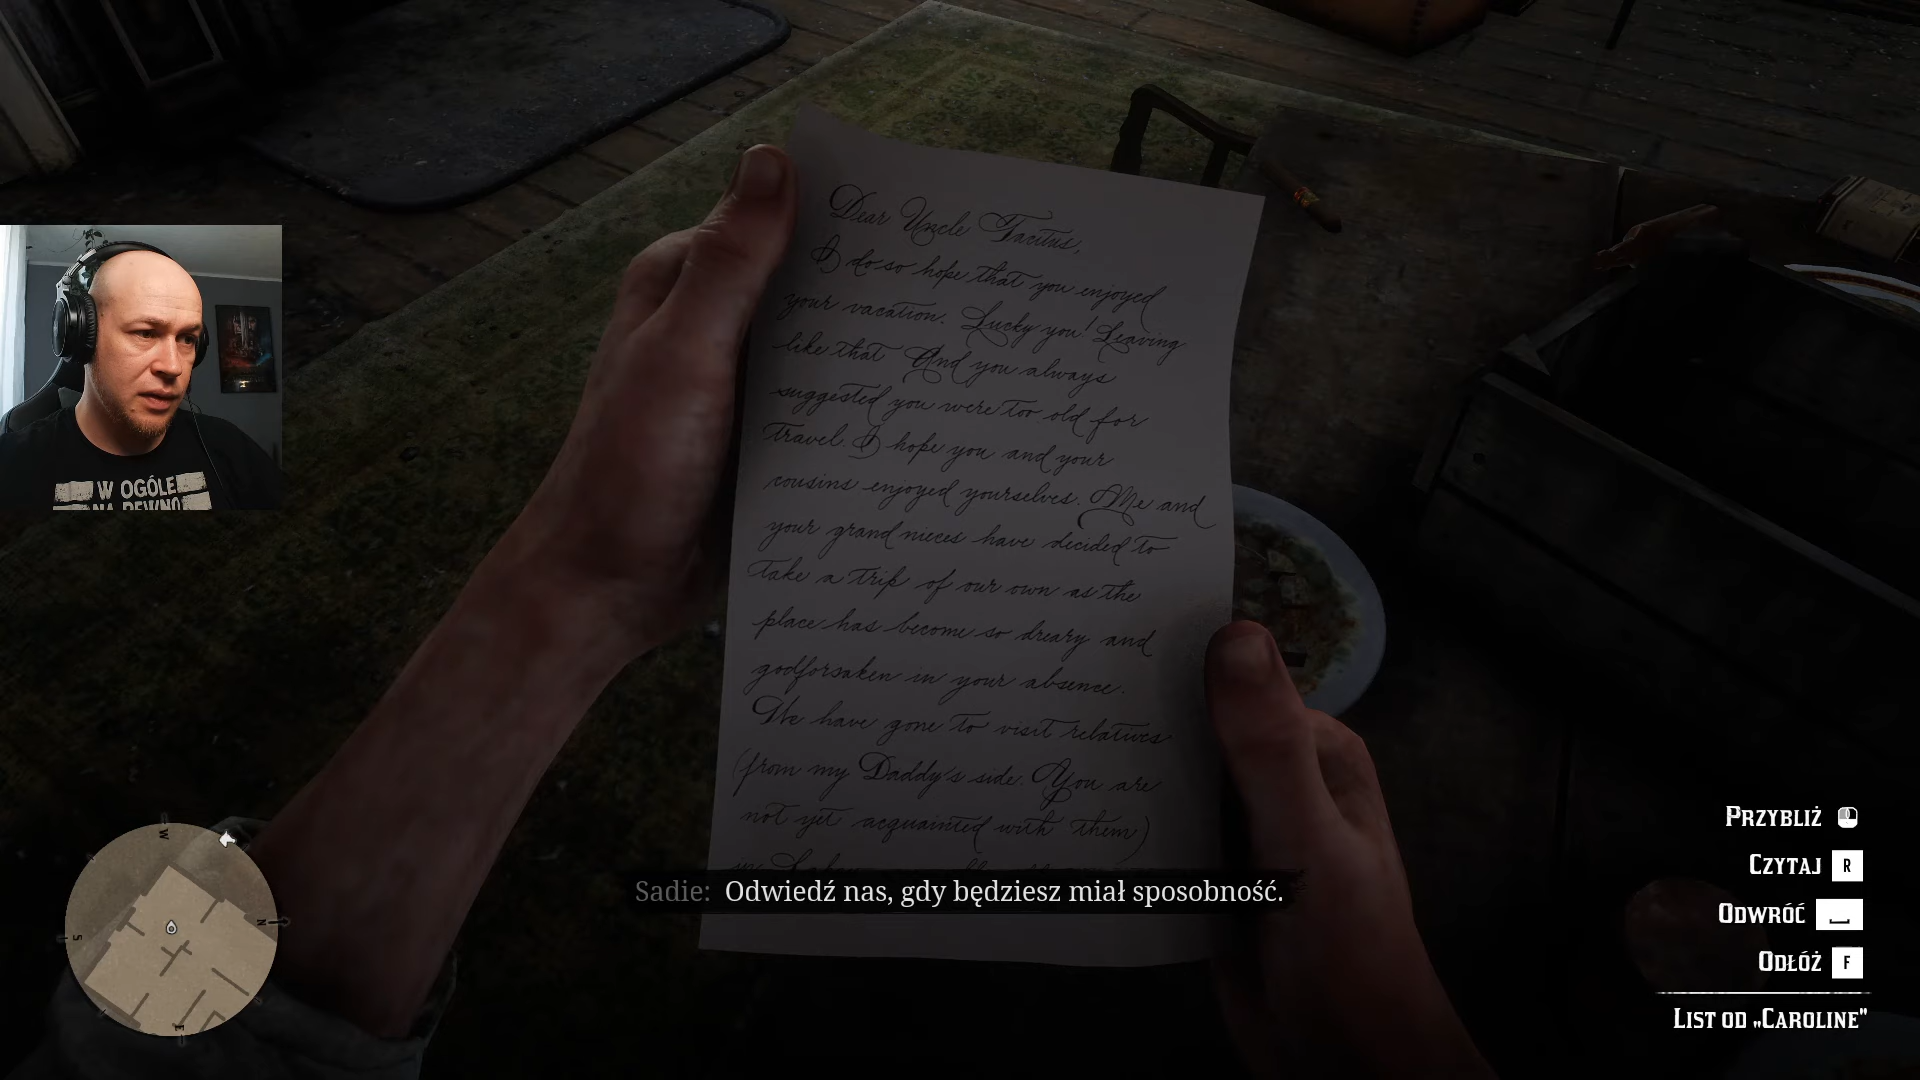 Dear Uncle Tacitus,
I do so hope that you enjoyed
your vacation. Lucky you! Leaving
like that And you always
suggested you were too old for
travel. I hope you and your
cousins enjoyed yourselves. Me and
your grand nieces have decided to
take a trip of our own as the
place has become so dreary and
godforsaken in your absence.
We have gone to visit relatives
(from my Daddy's side. You are
not yet acquainted with them)
in
Sadie: Odwiedź nas, gdy będziesz miał sposobność.
W OGÓLE
NA PEWNO
W
N
S
E
PRZYBLIŻ
CZYTAJ R
ODWRÓĆ
ODŁÓŻ F
LIST OD „CAROLINE”